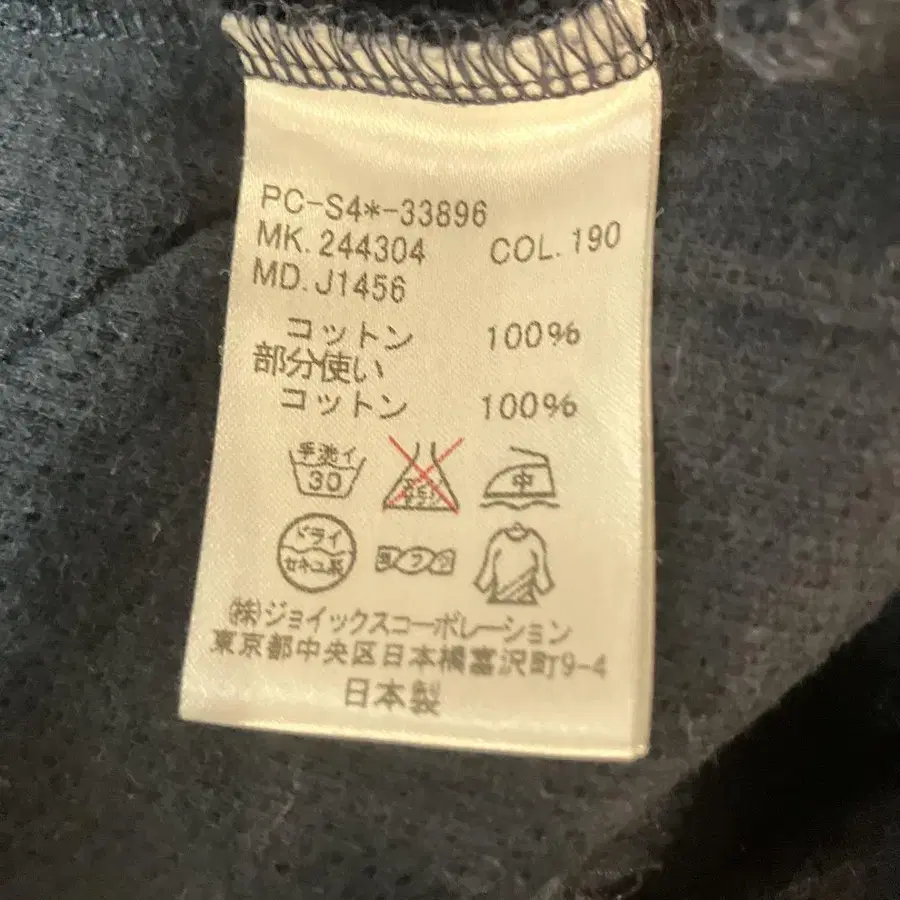 PC-S4*-33896
MK.244304 COL.190
MD.J1456
コットン 100%
部分使い
コットン 100%
手洗イ
30
中
ドライ
セキユ系
(株)ジョイックスコーポレーション
東京都中央区日本橋富沢町9-4
日本製